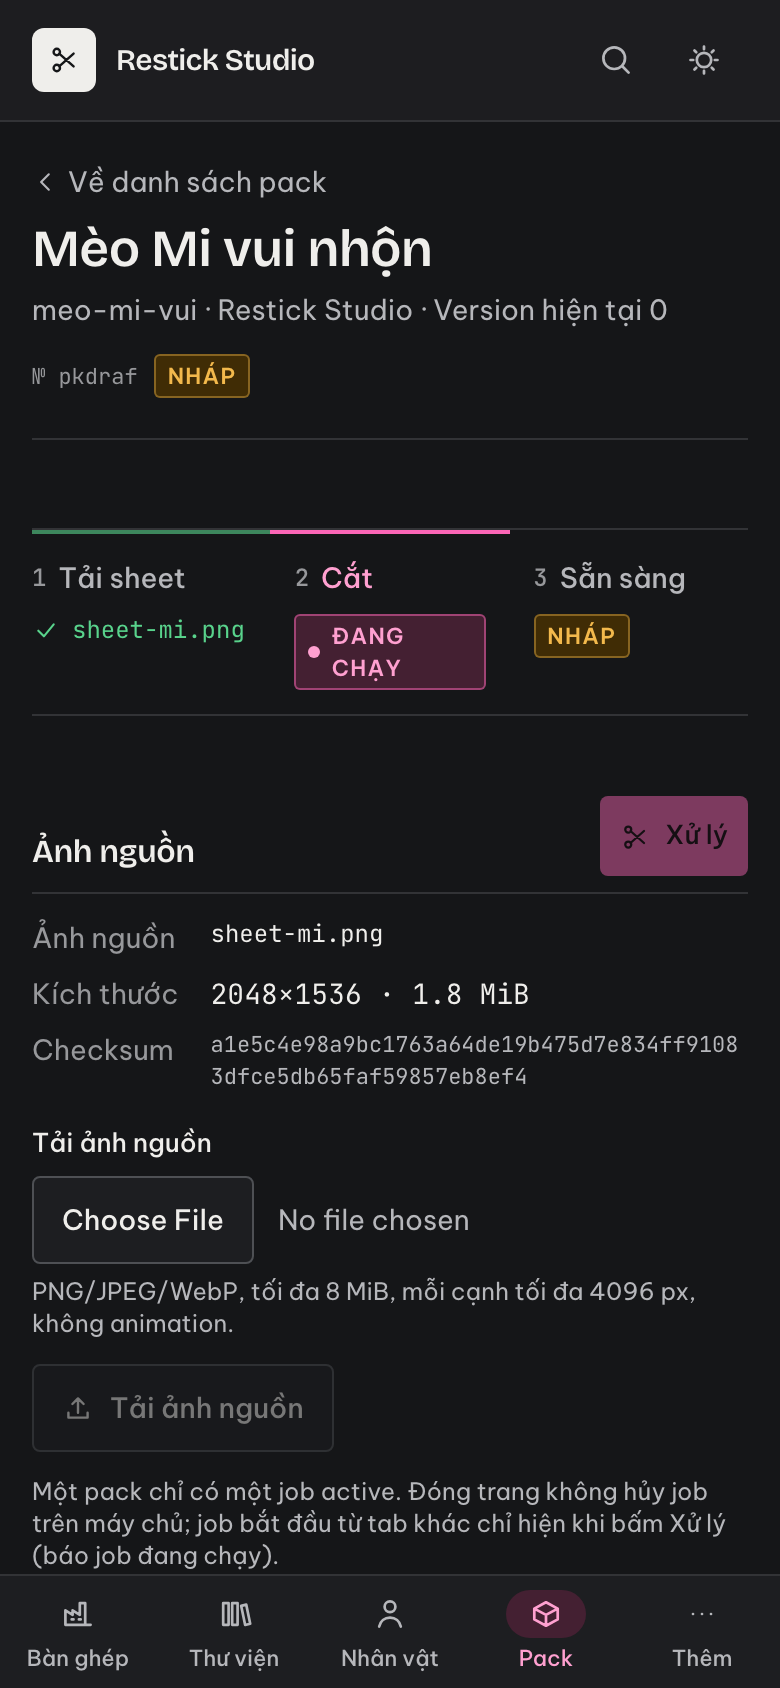 Restick Studio
Về danh sách pack
Mèo Mi vui nhộn
meo-mi-vui · Restick Studio · Version hiện tại 0
№ pkdraf NHÁP
1 Tải sheet
sheet-mi.png
2 Cắt
ĐANG
CHẠY
3 Sẵn sàng
NHÁP
Ảnh nguồn
Xử lý
Ảnh nguồn sheet-mi.png
Kích thước 2048×1536 · 1.8 MiB
Checksum a1e5c4e98a9bc1763a64de19b475d7e834ff9108
3dfce5db65faf59857eb8ef4
Tải ảnh nguồn
Choose File No file chosen
PNG/JPEG/WebP, tối đa 8 MiB, mỗi cạnh tối đa 4096 px,
không animation.
Tải ảnh nguồn
Một pack chỉ có một job active. Đóng trang không hủy job
trên máy chủ; job bắt đầu từ tab khác chỉ hiện khi bấm Xử lý
(báo job đang chạy).
Bàn ghép Thư viện Nhân vật Pack Thêm